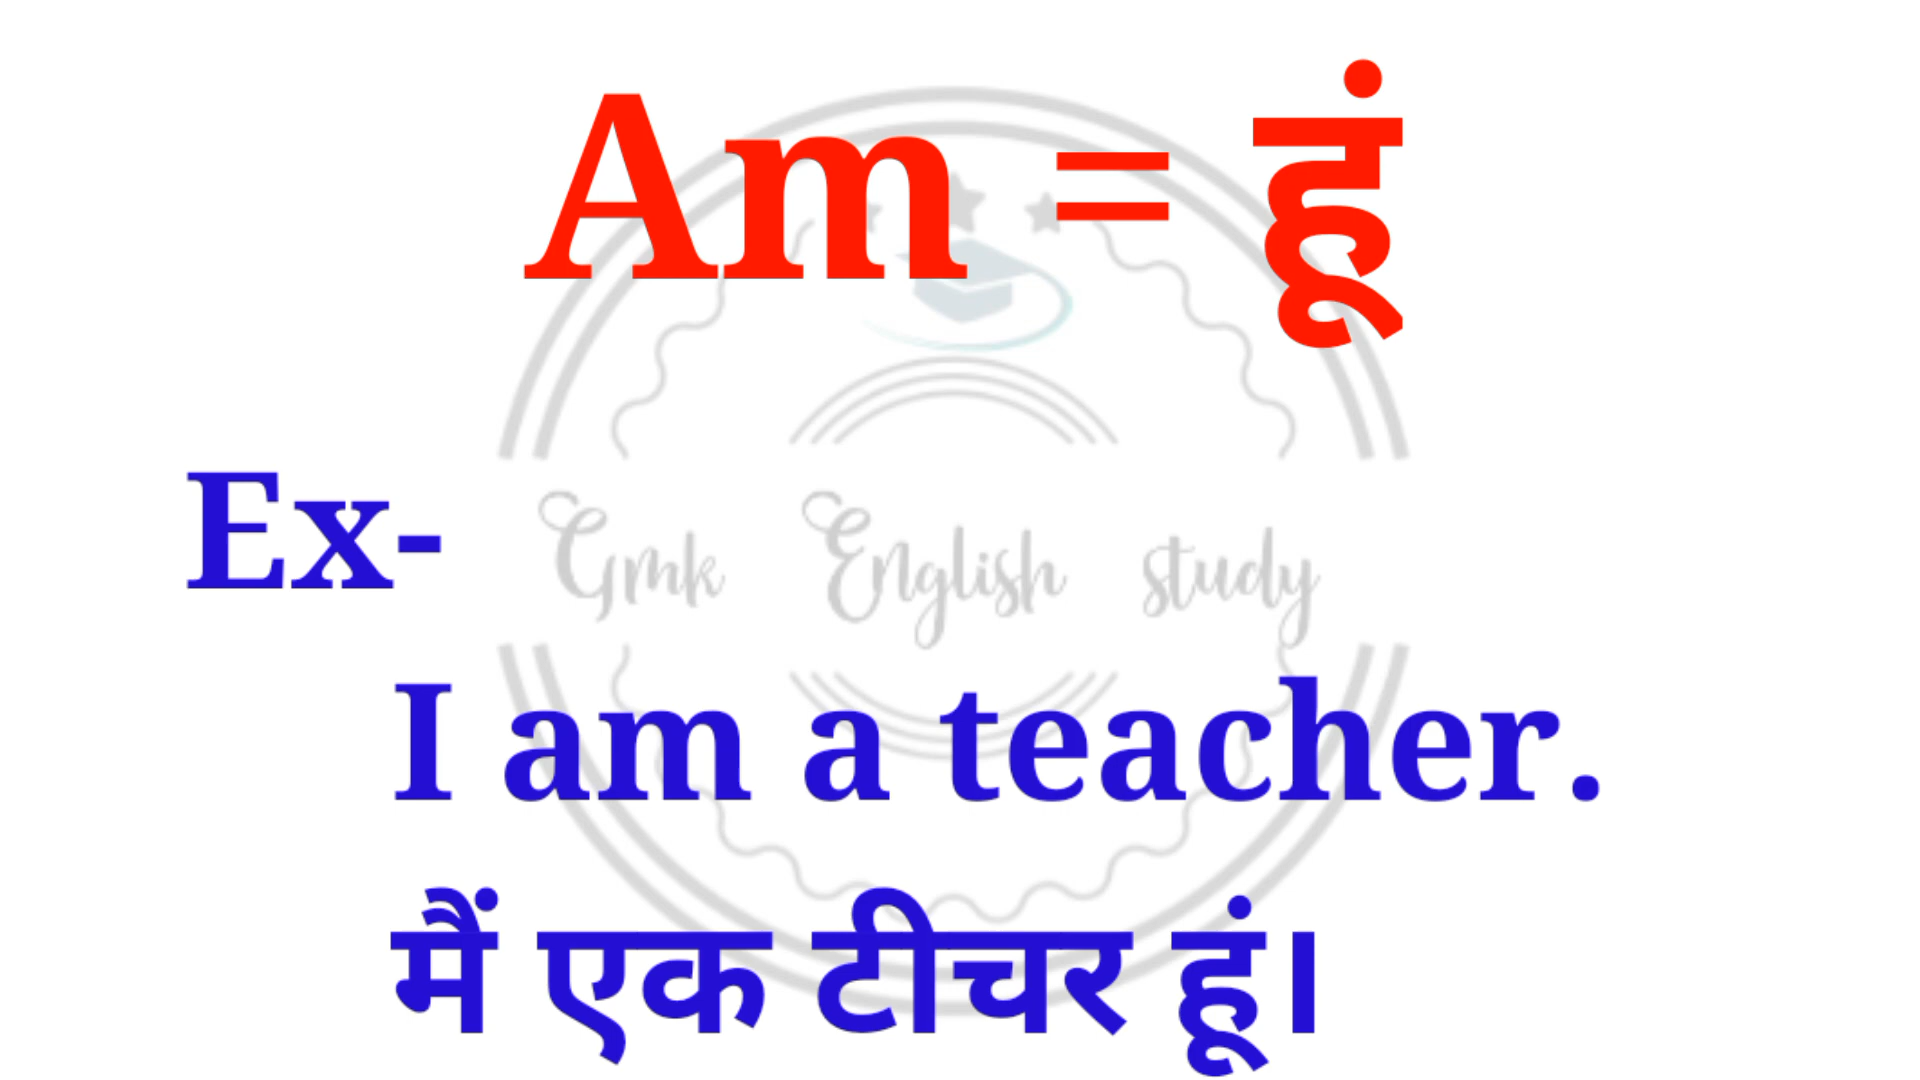 Am = हूं
Ex-
Gmk English study
I am a teacher.
मैं एक टीचर हूं।